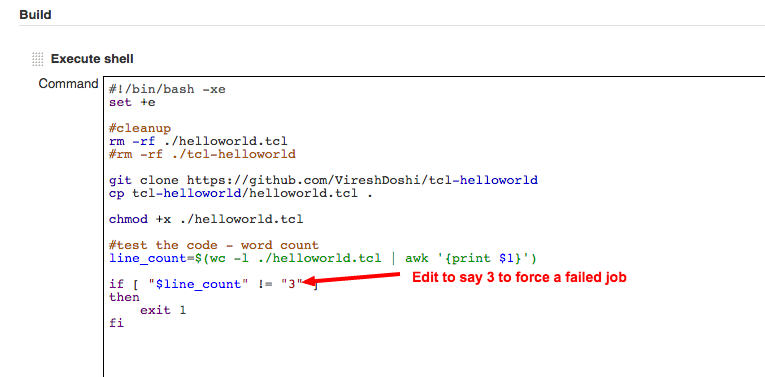 Build
Execute shell
Command
#!/bin/bash -xe
set +e
#cleanup
rm -rf ./helloworld.tcl
#rm -rf ./tcl-helloworld
git clone https://github.com/VireshDoshi/tcl-helloworld
cp tcl-helloworld/helloworld.tcl .
chmod +x ./helloworld.tcl
#test the code - word count
line_count=$(wc -l ./helloworld.tcl | awk '{print $1}')
if [ "$line_count" != "3" ]
Edit to say 3 to force a failed job
then
exit 1
fi